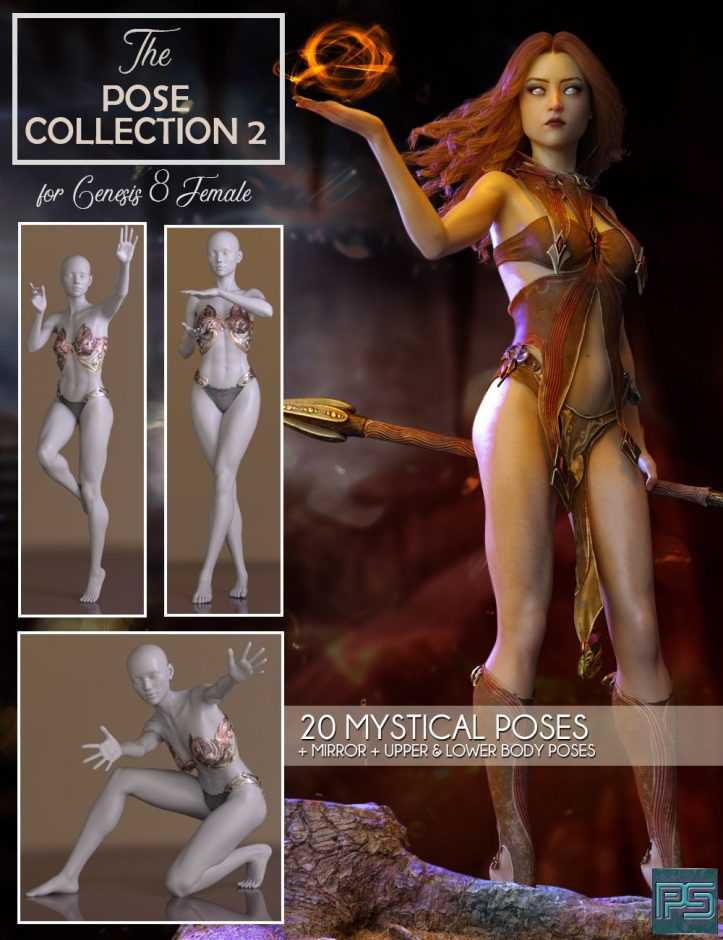 The
POSE
COLLECTION 2
for Genesis 8 Female
20 MYSTICAL POSES
+ MIRROR + UPPER & LOWER BODY POSES
PS